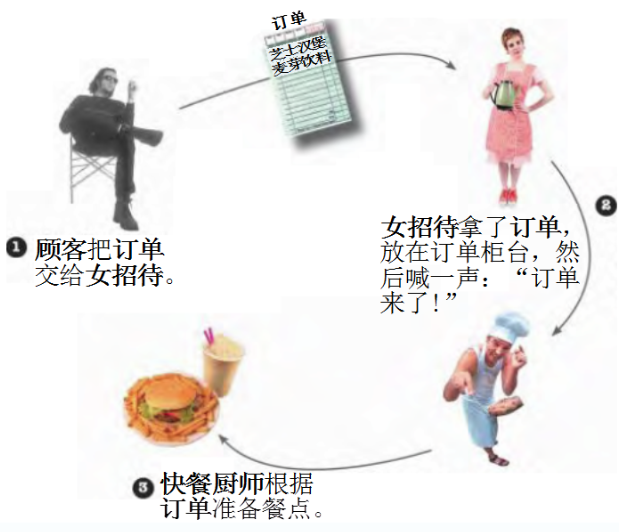 订单
芝士汉堡
麦芽饮料
1 顾客把订单
交给女招待。
2
女招待拿了订单，
放在订单柜台，然
后喊一声：“订单
来了!”
3 快餐厨师根据
订单准备餐点。